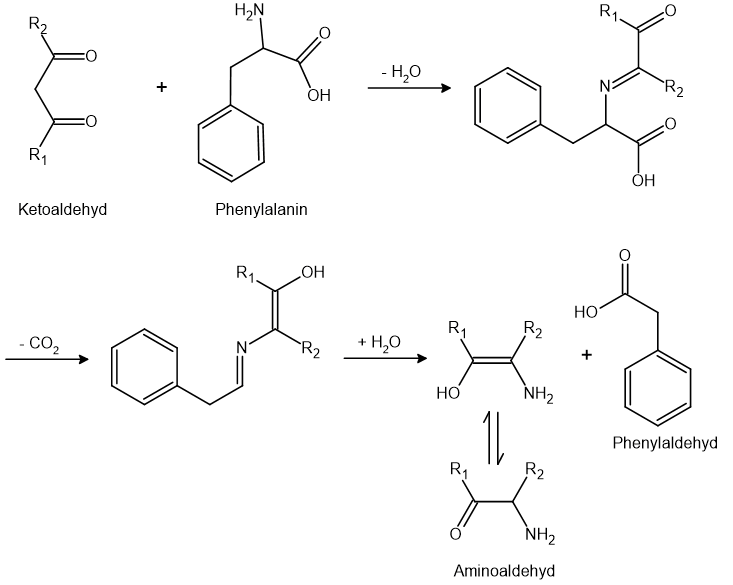 R2
O
O
R1
Ketoaldehyd
+
H2N
O
OH
Phenylalanin
- H2O
R1
O
N
R2
O
OH
- CO2
R1
OH
N
R2
+ H2O
R1
R2
HO
NH2
+
O
HO
Phenylaldehyd
R1
R2
O
NH2
Aminoaldehyd